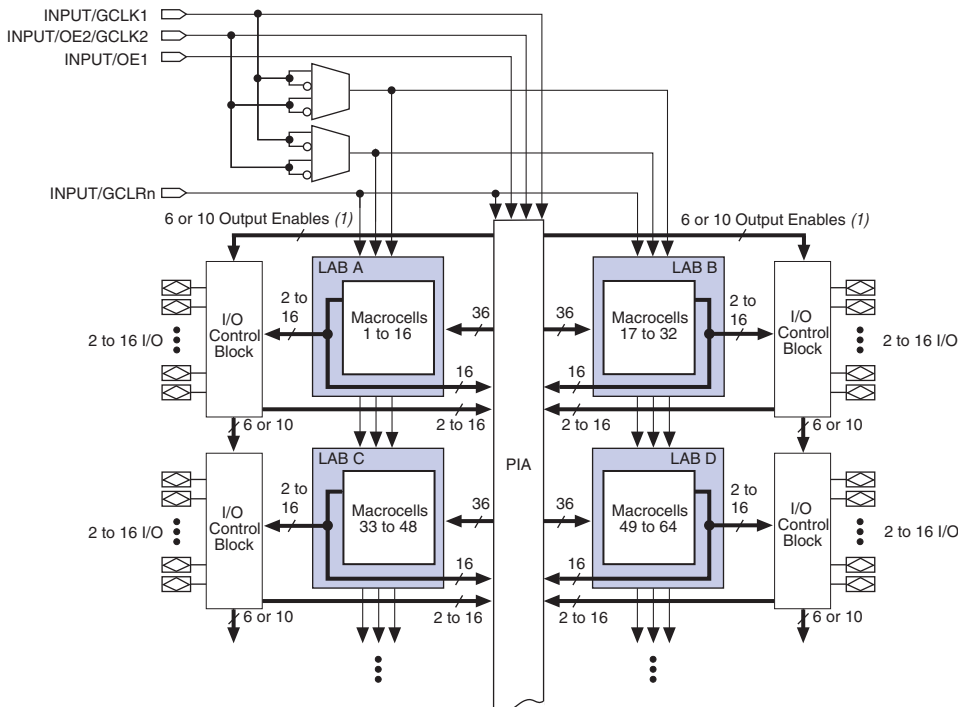 INPUT/GCLK1
INPUT/OE2/GCLK2
INPUT/OE1
INPUT/GCLRn
6 or 10 Output Enables (1)
6 or 10 Output Enables (1)
LAB A
LAB B
2 to
16
Macrocells
1 to 16
36
36
Macrocells
17 to 32
2 to
16
I/O
Control
Block
I/O
Control
Block
2 to 16 I/O
2 to 16 I/O
16
16
2 to 16
2 to 16
6 or 10
6 or 10
PIA
LAB C
LAB D
2 to
16
Macrocells
33 to 48
36
36
Macrocells
49 to 64
2 to
16
I/O
Control
Block
I/O
Control
Block
2 to 16 I/O
2 to 16 I/O
16
16
2 to 16
2 to 16
6 or 10
6 or 10